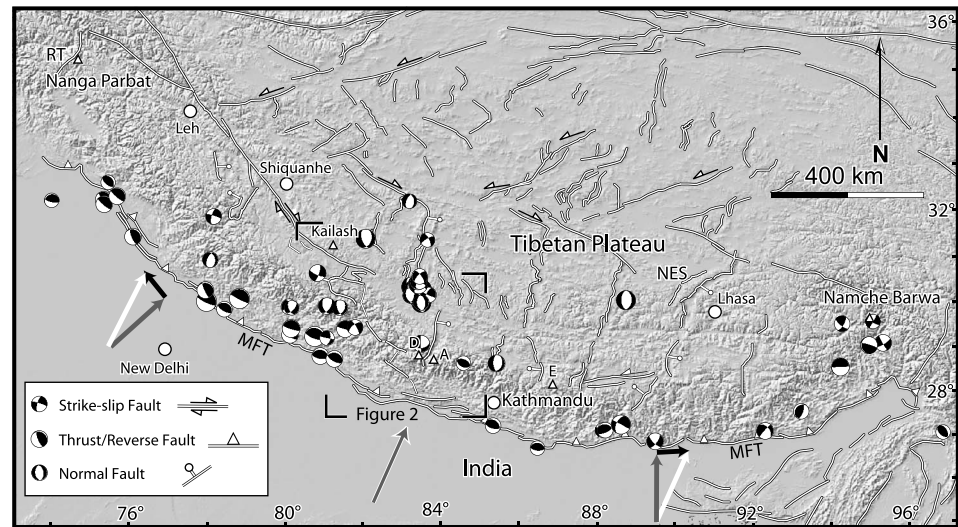 36°
RT
Nanga Parbat
Leh
N
Shiquanhe
400 km
32°
Kailash
Tibetan Plateau
NES
Lhasa
Namche Barwa
MFT
New Delhi
D
A
E
28°
Kathmandu
Figure 2
MFT
India
Strike-slip Fault
Thrust/Reverse Fault
Normal Fault
76°
80°
84°
88°
92°
96°